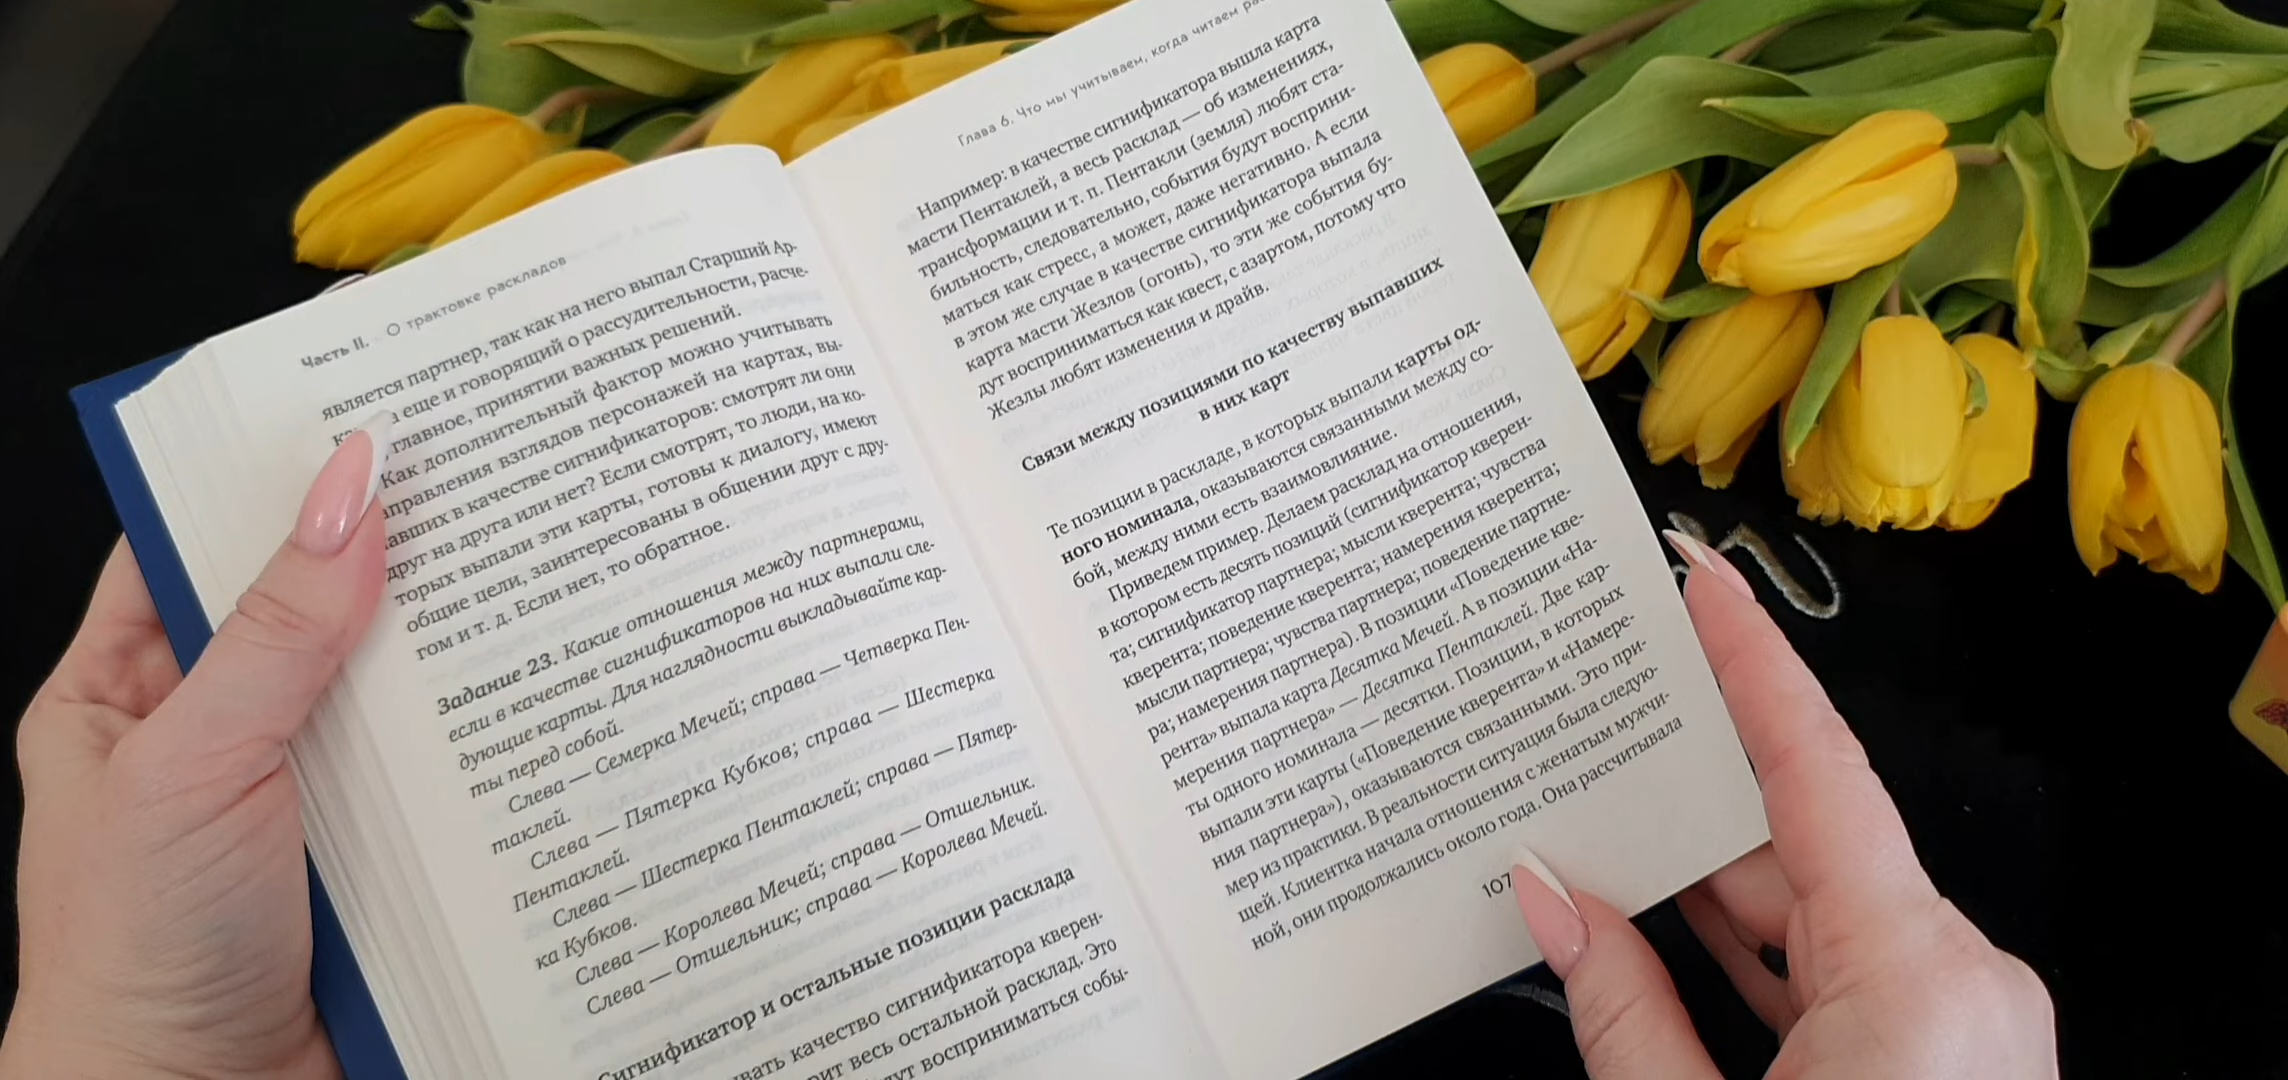 Часть II. О трактовке раскладов
является партнер, так как на него выпал Старший Ар-
еще и говорящий о рассудительности, расче-
главное, принятии важных решений.
Как дополнительный фактор можно учитывать
направления взглядов персонажей на картах, вы-
павших в качестве сигнификаторов: смотрят ли они
друг на друга или нет? Если смотрят, то люди, на ко-
торых выпали эти карты, готовы к диалогу, имеют
общие цели, заинтересованы в общении друг с дру-
гом и т. д. Если нет, то обратное.
Задание 23. Какие отношения между партнерами,
если в качестве сигнификаторов на них выпали сле-
дующие карты. Для наглядности выкладывайте кар-
ты перед собой.
Слева — Семерка Мечей; справа — Четверка Пен-
таклей.
Слева — Пятерка Кубков; справа — Шестерка
Пентаклей.
Слева — Шестерка Пентаклей; справа — Пятер-
ка Кубков.
Слева — Королева Мечей; справа — Отшельник.
Слева — Отшельник; справа — Королева Мечей.
Сигнификатор и остальные позиции расклада
качество сигнификатора кверен-
весь остальной расклад. Это
восприниматься собы-
Глава 6. Что мы учитываем, когда читаем
Например: в качестве сигнификатора вышла карта
масти Пентаклей, а весь расклад — об изменениях,
трансформации и т. п. Пентакли (земля) любят ста-
бильность, следовательно, события будут восприни-
маться как стресс, а может, даже негативно. А если
в этом же случае в качестве сигнификатора выпала
карта масти Жезлов (огонь), то эти же события бу-
дут восприниматься как квест, с азартом, потому что
Жезлы любят изменения и драйв.
Связи между позициями по качеству выпавших
в них карт
Те позиции в раскладе, в которых выпали карты од-
ного номинала, оказываются связанными между со-
бой, между ними есть взаимовлияние.
Приведем пример. Делаем расклад на отношения,
в котором есть десять позиций (сигнификатор кверен-
та; сигнификатор партнера; мысли кверента; чувства
кверента; поведение кверента; намерения кверента;
мысли партнера; чувства партнера; поведение партне-
ра; намерения партнера). В позиции «Поведение кве-
рента» выпала карта Десятка Мечей. А в позиции «На-
мерения партнера» — Десятка Пентаклей. Две кар-
ты одного номинала — десятки. Позиции, в которых
выпали эти карты («Поведение кверента» и «Намере-
ния партнера»), оказываются связанными. Это при-
мер из практики. В реальности ситуация была следую-
щей. Клиентка начала отношения с женатым мужчи-
ной, они продолжались около года. Она рассчитывала
107